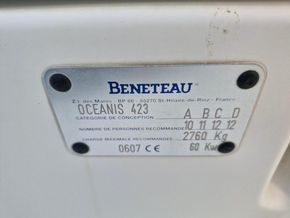 BENETEAU
Z.I. des Mares - BP 66 - 85270 St-Hilaire-de-Riez - France
OCEANIS 423
CATEGORIE DE CONCEPTION A B C D
NOMBRE DE PERSONNES RECOMMANDE 10 11 12 12
CHARGE MAXIMALE RECOMMANDEE 2760 Kg
0607 CE 60 Kw